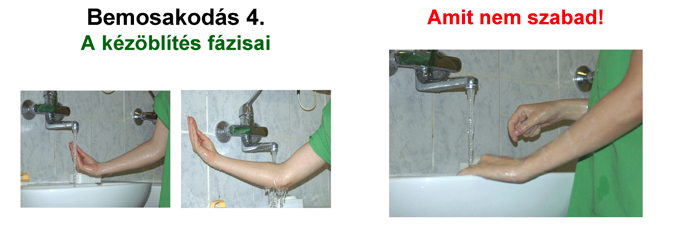 Bemosakodás 4.
A kézöblítés fázisai
Amit nem szabad!